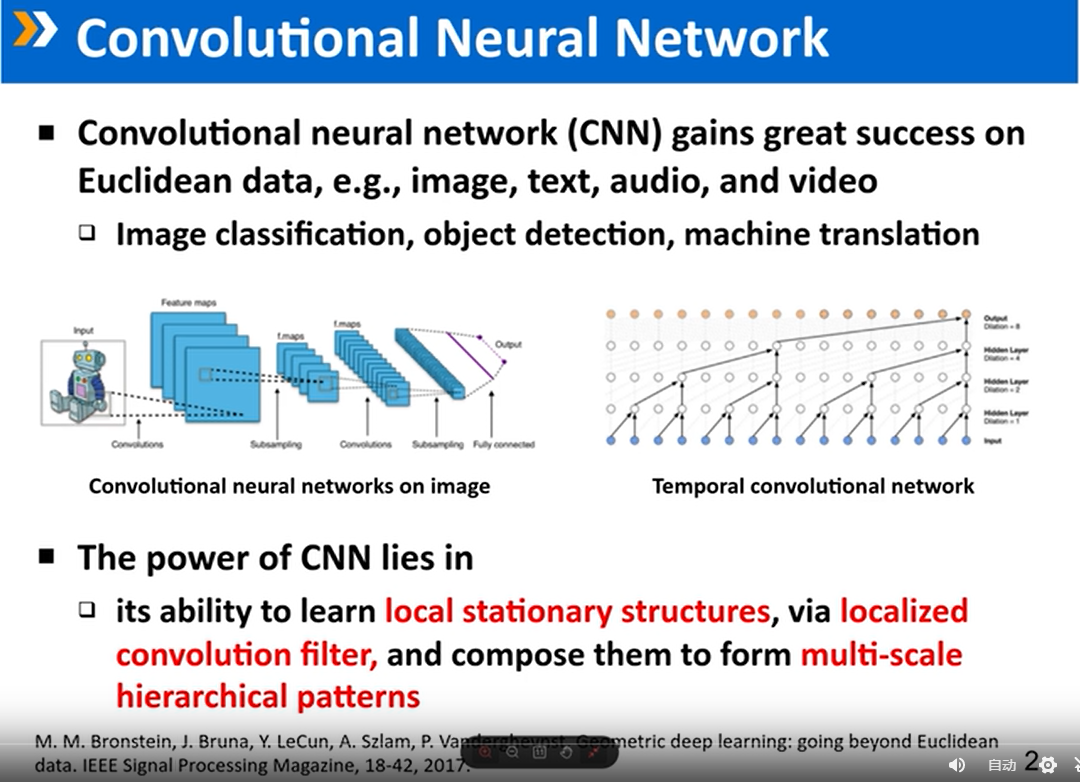 Convolutional Neural Network
Convolutional neural network (CNN) gains great success on
Euclidean data, e.g., image, text, audio, and video
Image classification, object detection, machine translation
Feature maps
Input
f.maps
f.maps
Output
Convolutions
Subsampling
Convolutions
Subsampling
Fully connected
Output
Dilation = 8
Hidden Layer
Dilation = 4
Hidden Layer
Dilation = 2
Hidden Layer
Dilation = 1
Input
Convolutional neural networks on image
Temporal convolutional network
The power of CNN lies in
its ability to learn local stationary structures, via localized
convolution filter, and compose them to form multi-scale
hierarchical patterns
M. M. Bronstein, J. Bruna, Y. LeCun, A. Szlam, P. Vandergheynst. Geometric deep learning: going beyond Euclidean
data. IEEE Signal Processing Magazine, 18-42, 2017.
自动
2